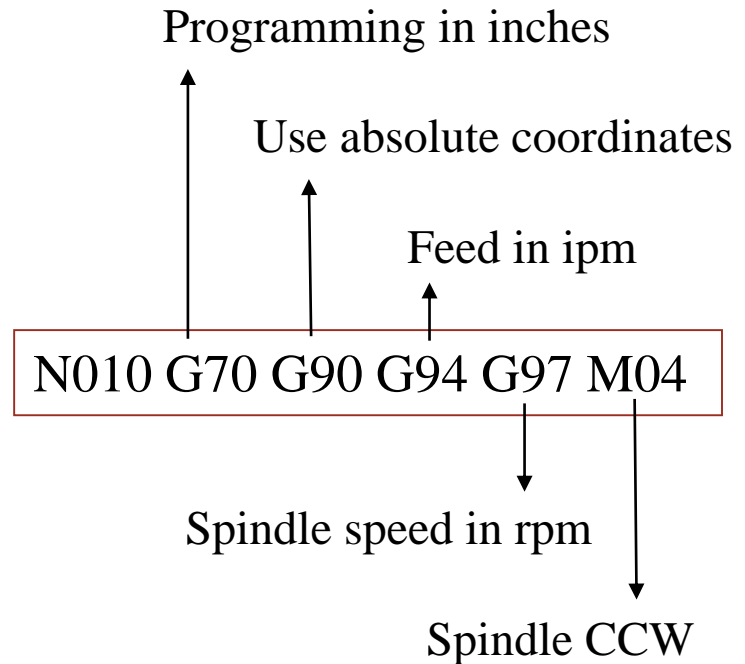 Programming in inches
Use absolute coordinates
Feed in ipm
N010 G70 G90 G94 G97 M04
Spindle speed in rpm
Spindle CCW